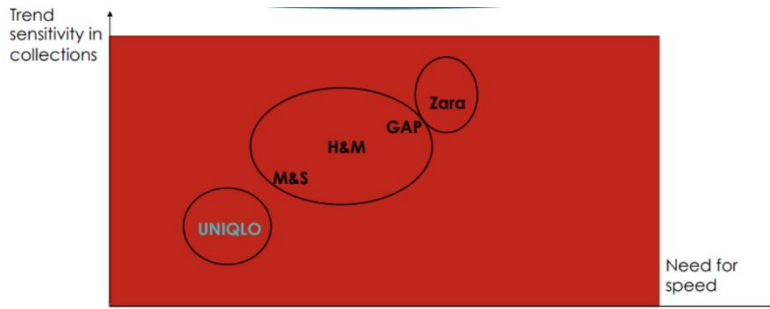 Trend
sensitivity in
collections
Zara
GAP
H&M
M&S
UNIQLO
Need for
speed